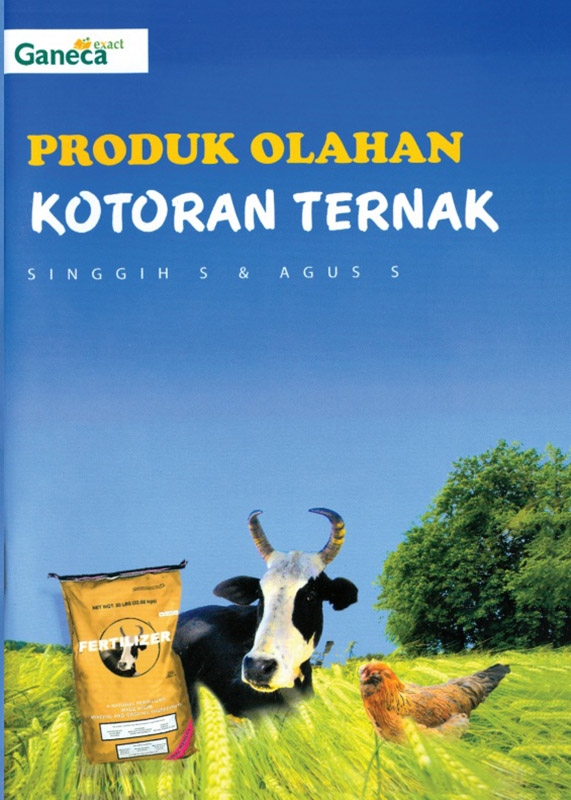 Ganeca exact
PRODUK OLAHAN
KOTORAN TERNAK
SINGGIH S & AGUS S
FERTILIZER